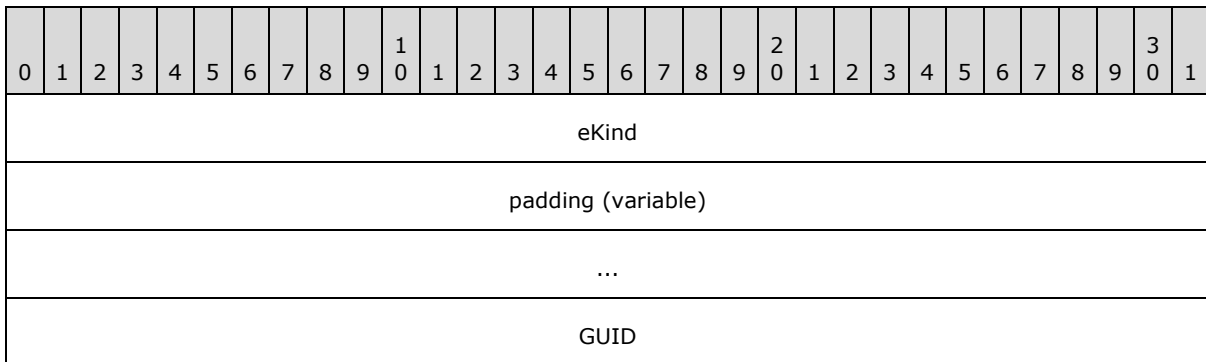 0 1 2 3 4 5 6 7 8 9 1 0 1 2 3 4 5 6 7 8 9 2 0 1 2 3 4 5 6 7 8 9 3 0 1
eKind
padding (variable)
...
GUID